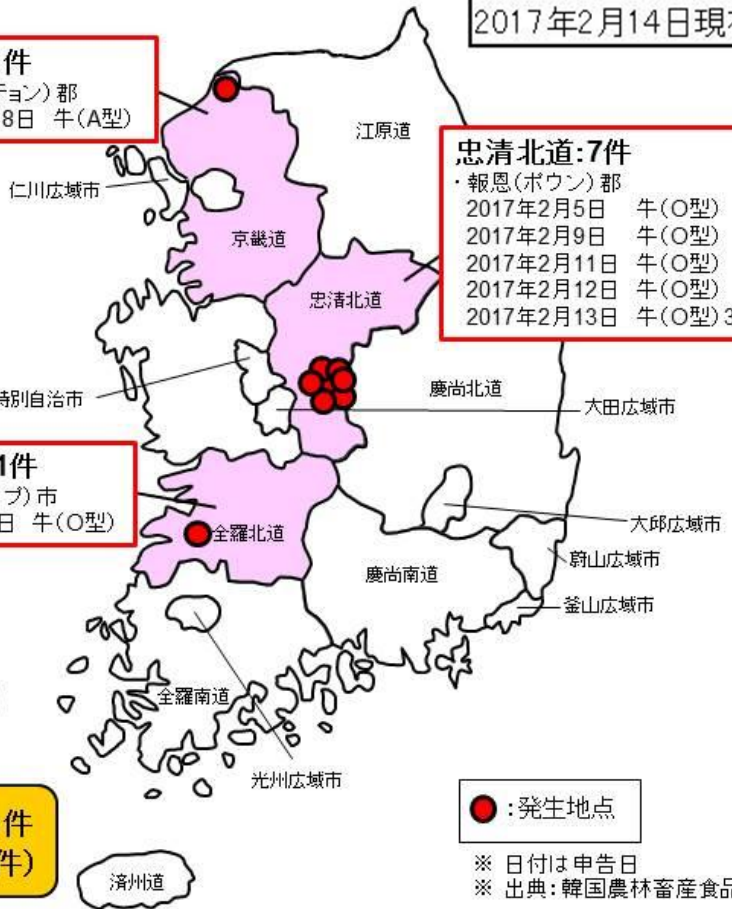 2017年2月14日現
件
チョン)郡
8日 牛(A型)
江原道
忠清北道:7件
・報恩(ポウン)郡
2017年2月5日 牛(O型)
2017年2月9日 牛(O型)
2017年2月11日 牛(O型)
2017年2月12日 牛(O型)
2017年2月13日 牛(O型)3
仁川広域市
京畿道
忠清北道
特別自治市
慶尚北道
大田広域市
1件
プ)市
日 牛(O型)
全羅北道
大邱広域市
蔚山広域市
慶尚南道
釜山広域市
全羅南道
光州広域市
件
件)
済州道
:発生地点
※ 日付は申告日
※ 出典:韓国農林畜産食品